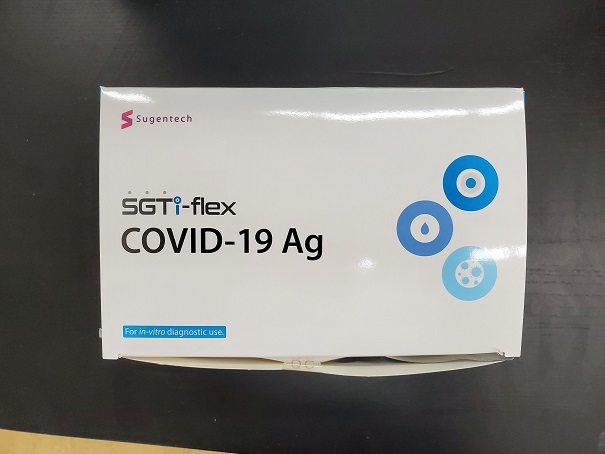 Sugentech
SGTi-flex
COVID-19 Ag
For in-vitro diagnostic use.